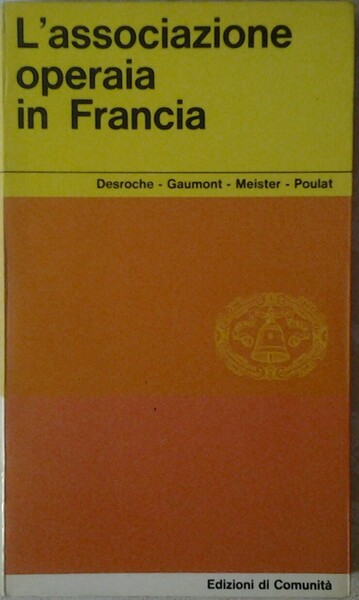 L'associazione
operaia
in Francia
Desroche - Gaumont - Meister - Poulat
Edizioni di Comunità